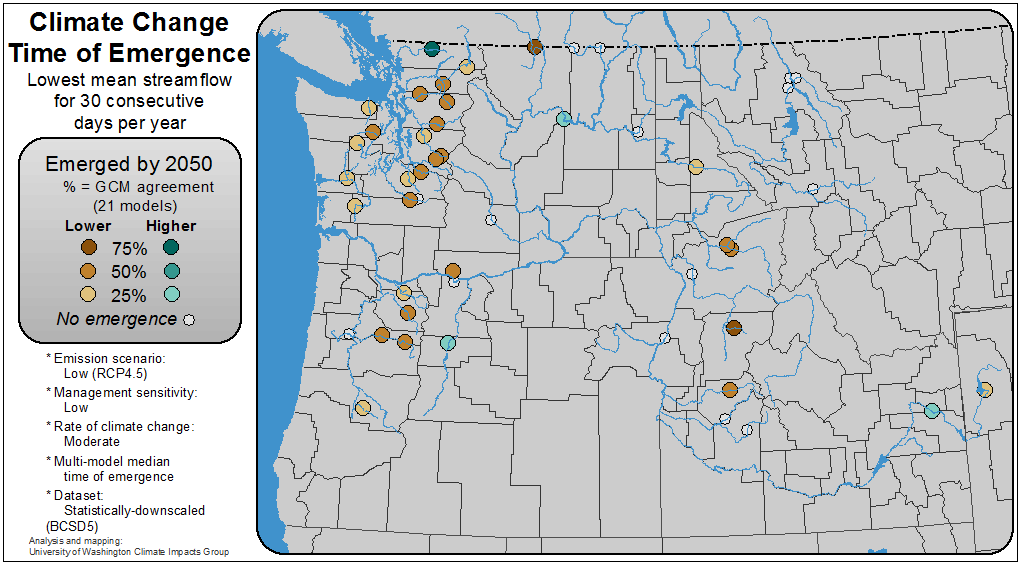 Climate Change
Time of Emergence
Lowest mean streamflow
for 30 consecutive
days per year
Emerged by 2050
% = GCM agreement
(21 models)
Lower Higher
75%
50%
25%
No emergence
* Emission scenario:
Low (RCP4.5)
* Management sensitivity:
Low
* Rate of climate change:
Moderate
* Multi-model median
time of emergence
* Dataset:
Statistically-downscaled
(BCSD5)
Analysis and mapping:
University of Washington Climate Impacts Group